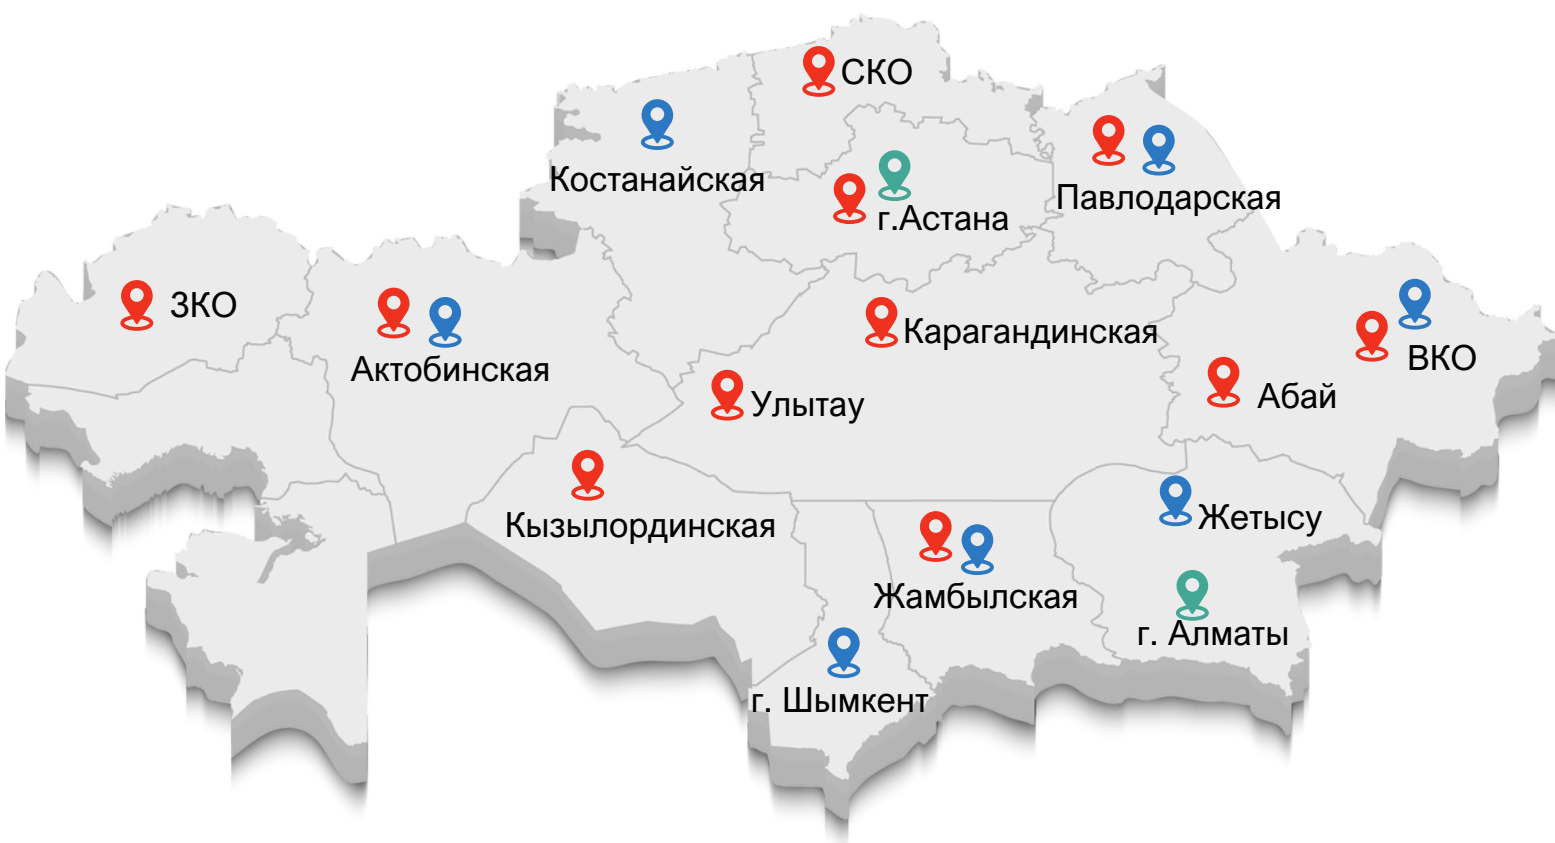 СКО
Костанайская
Павлодарская
г.Астана
ЗКО
Карагандинская
ВКО
Актобинская
Абай
Улытау
Жетысу
Кызылординская
Жамбылская
г. Алматы
г. Шымкент